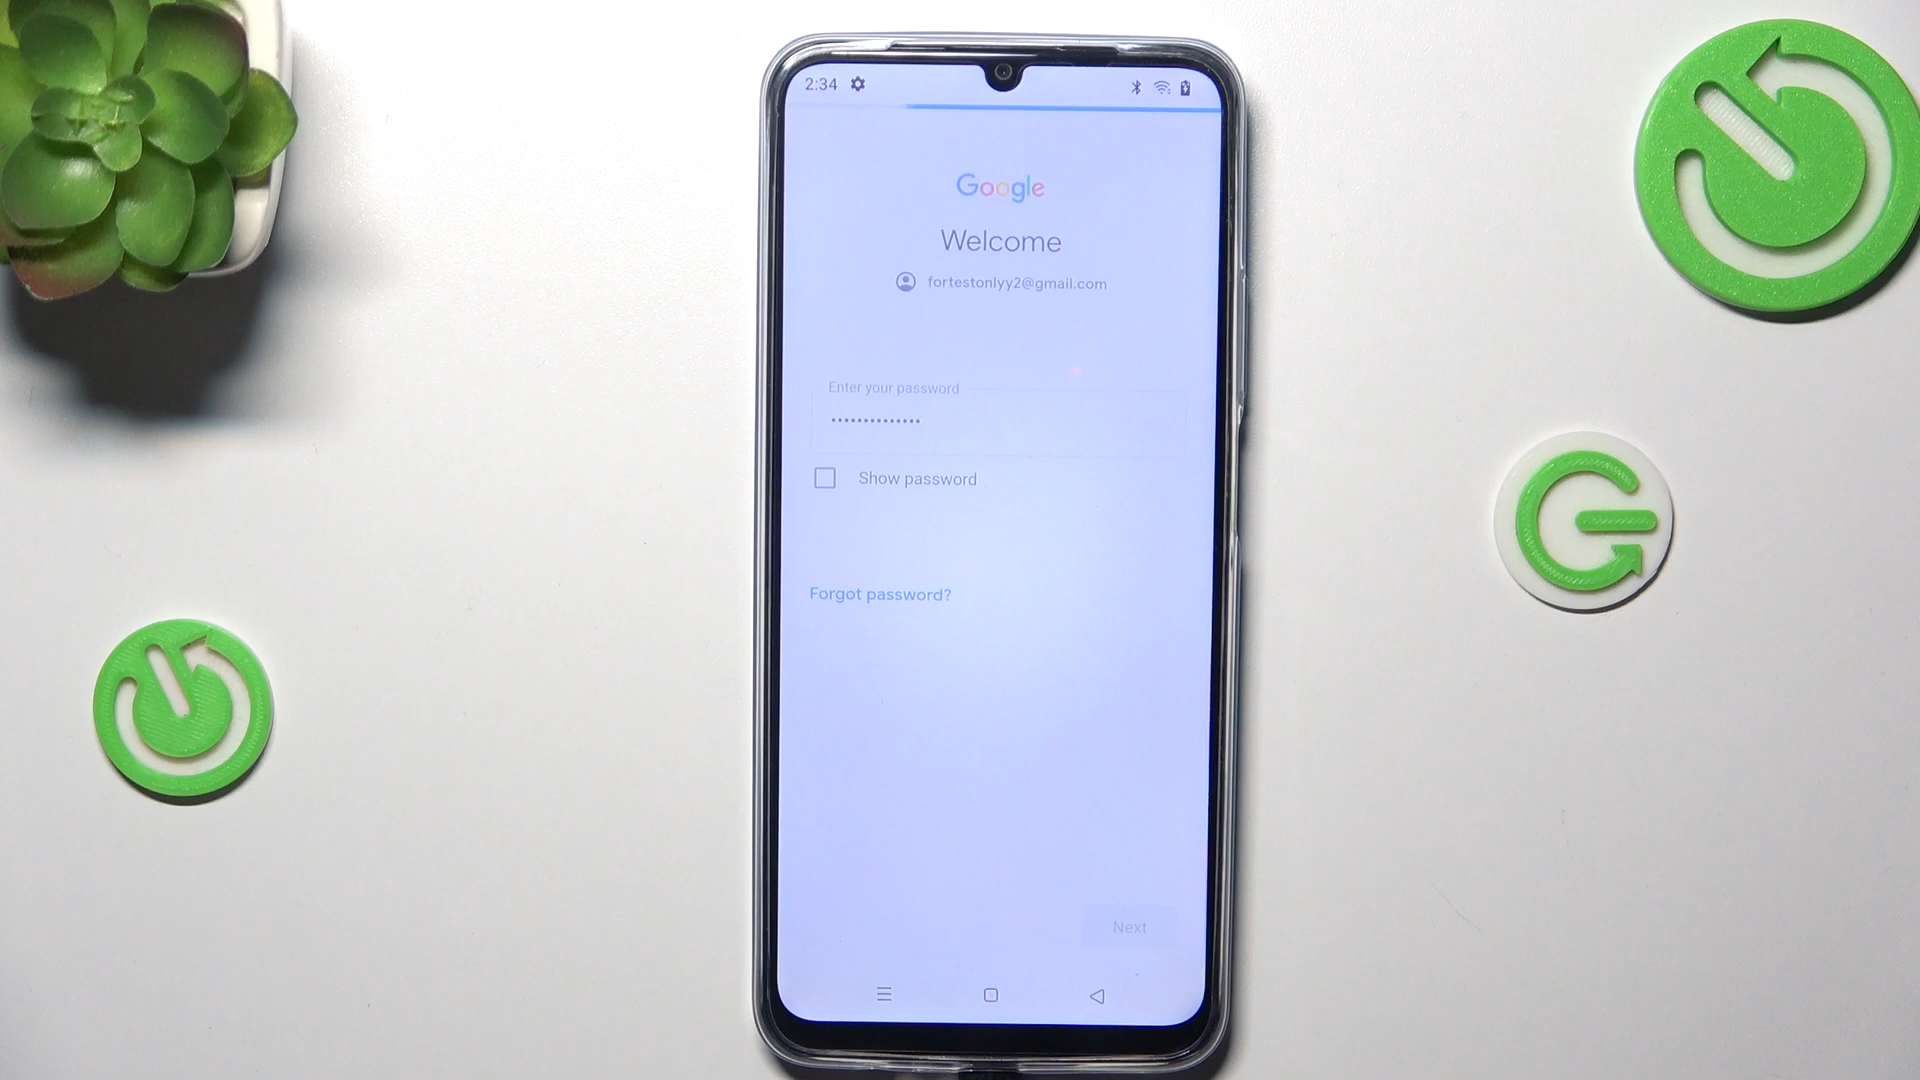 2:34
Google
Welcome
fortestonlyy2@gmail.com
Enter your password
••••••••••••••
Show password
Forgot password?
Next